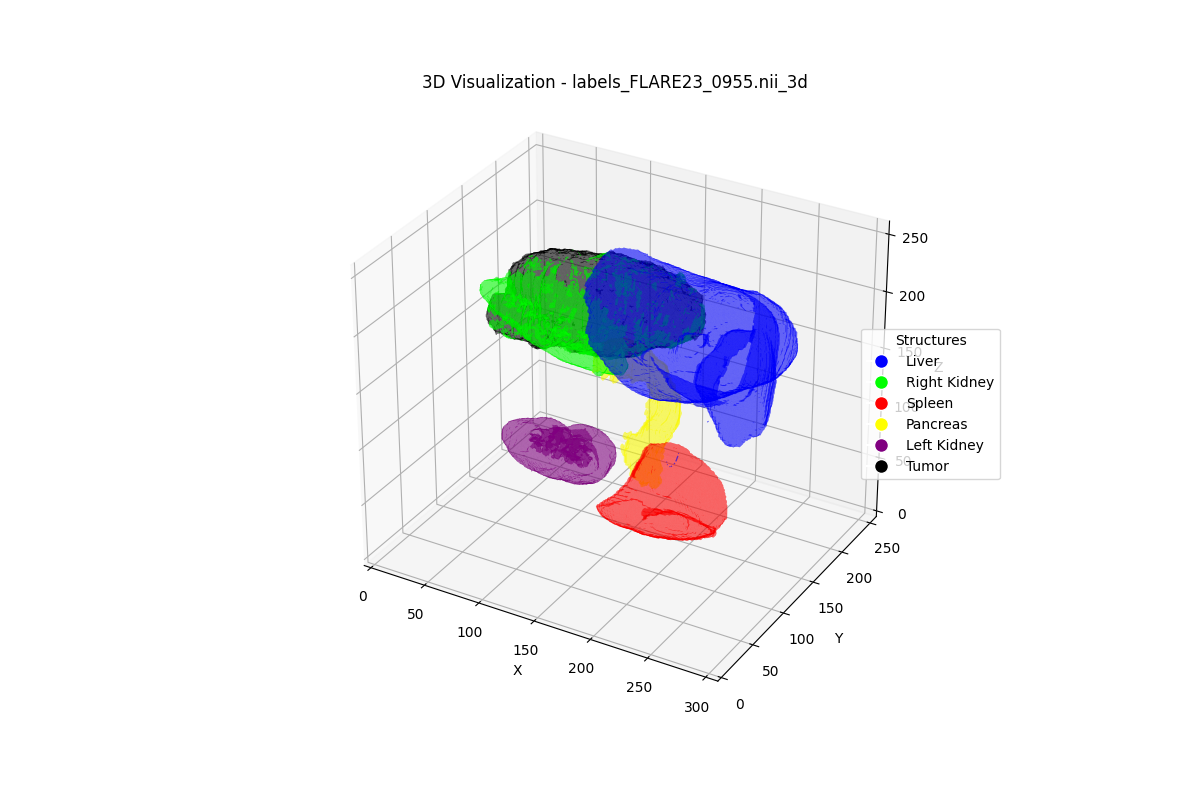 3D Visualization - labels_FLARE23_0955.nii_3d
250
200
150
100
50
0
Z
Structures
Liver
Right Kidney
Spleen
Pancreas
Left Kidney
Tumor
0
50
100
150
200
250
300
X
0
50
100
150
200
250
Y